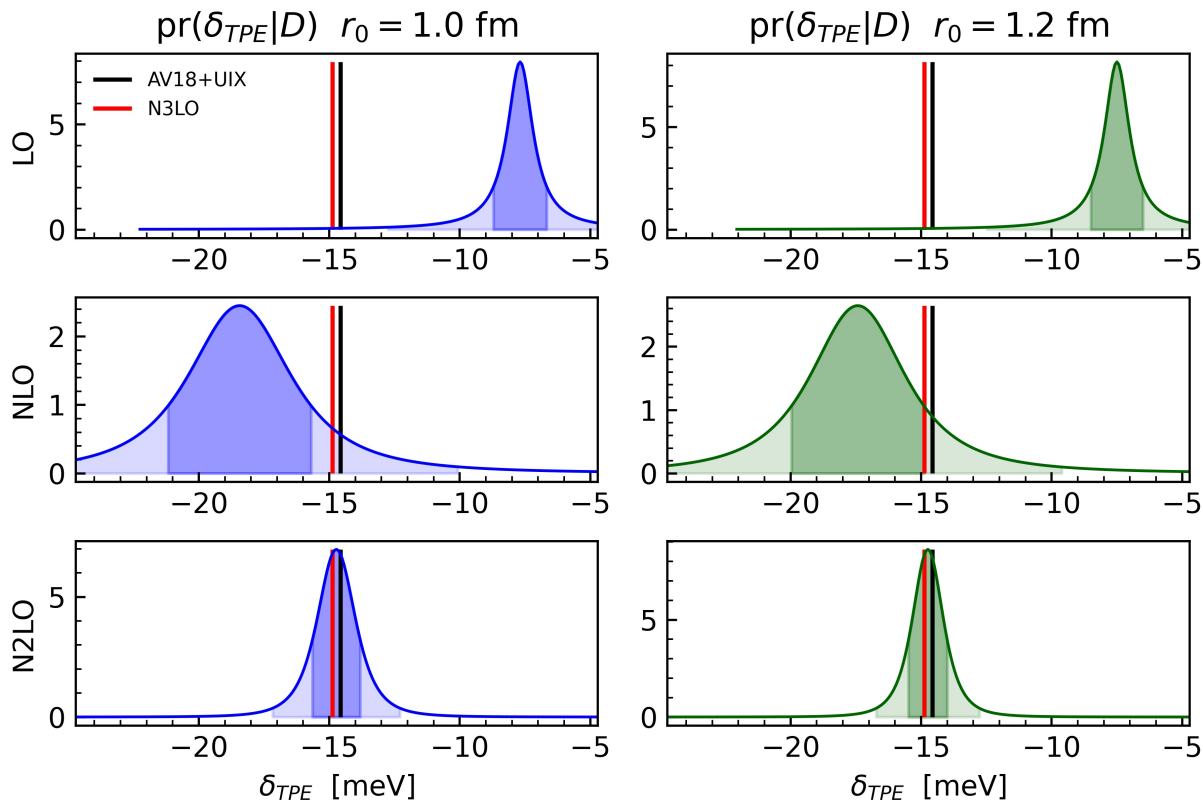 pr(δ_TPE|D) r₀ = 1.0 fm
pr(δ_TPE|D) r₀ = 1.2 fm
LO
5
0
AV18+UIX
N3LO
−20 −15 −10 −5
5
0
−20 −15 −10 −5
NLO
2
1
0
−20 −15 −10 −5
2
1
0
−20 −15 −10 −5
N2LO
5
0
−20 −15 −10 −5
δ_TPE [meV]
5
0
−20 −15 −10 −5
δ_TPE [meV]